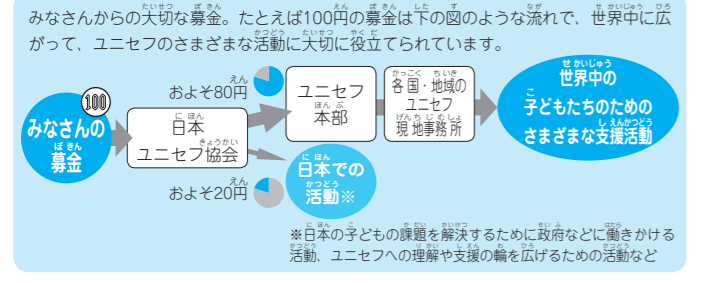 みなさんからの大切な募金。たとえば100円の募金は下の図のような流れで、世界中に広
がって、ユニセフのさまざまな活動に大切に役立てられています。
100
みなさんの
募金
日本
ユニセフ協会
およそ80円
およそ20円
ユニセフ
本部
日本での
活動※
各国・地域の
ユニセフ
現地事務所
世界中の
子どもたちのための
さまざまな支援活動
※日本の子どもの課題を解決するために政府などに働きかける
活動、ユニセフへの理解や支援の輪を広げるための活動など